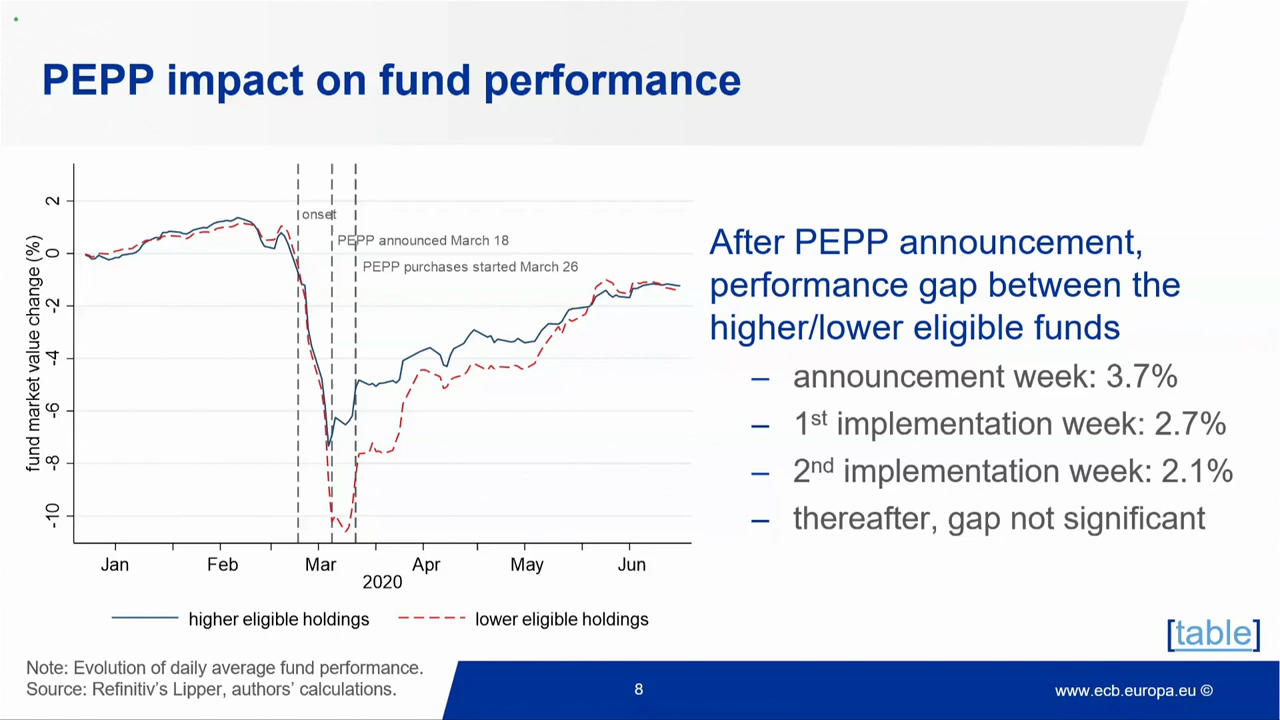 PEPP impact on fund performance
fund market value change (%)
2
0
-2
-4
-6
-8
-10
onset
PEPP announced March 18
PEPP purchases started March 26
Jan Feb Mar Apr May Jun
2020
higher eligible holdings lower eligible holdings
After PEPP announcement,
performance gap between the
higher/lower eligible funds
– announcement week: 3.7%
– 1st implementation week: 2.7%
– 2nd implementation week: 2.1%
– thereafter, gap not significant
[table]
Note: Evolution of daily average fund performance.
Source: Refinitiv's Lipper, authors' calculations.
8
www.ecb.europa.eu ©